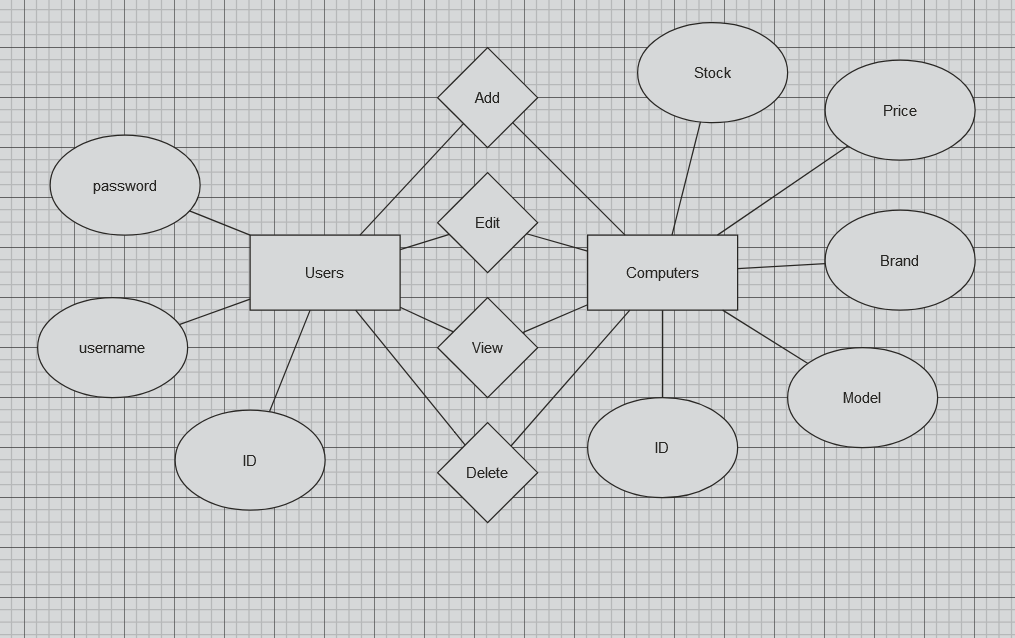 Stock
Add
Price
password
Edit
Users
Computers
Brand
username
View
Model
ID
ID
Delete